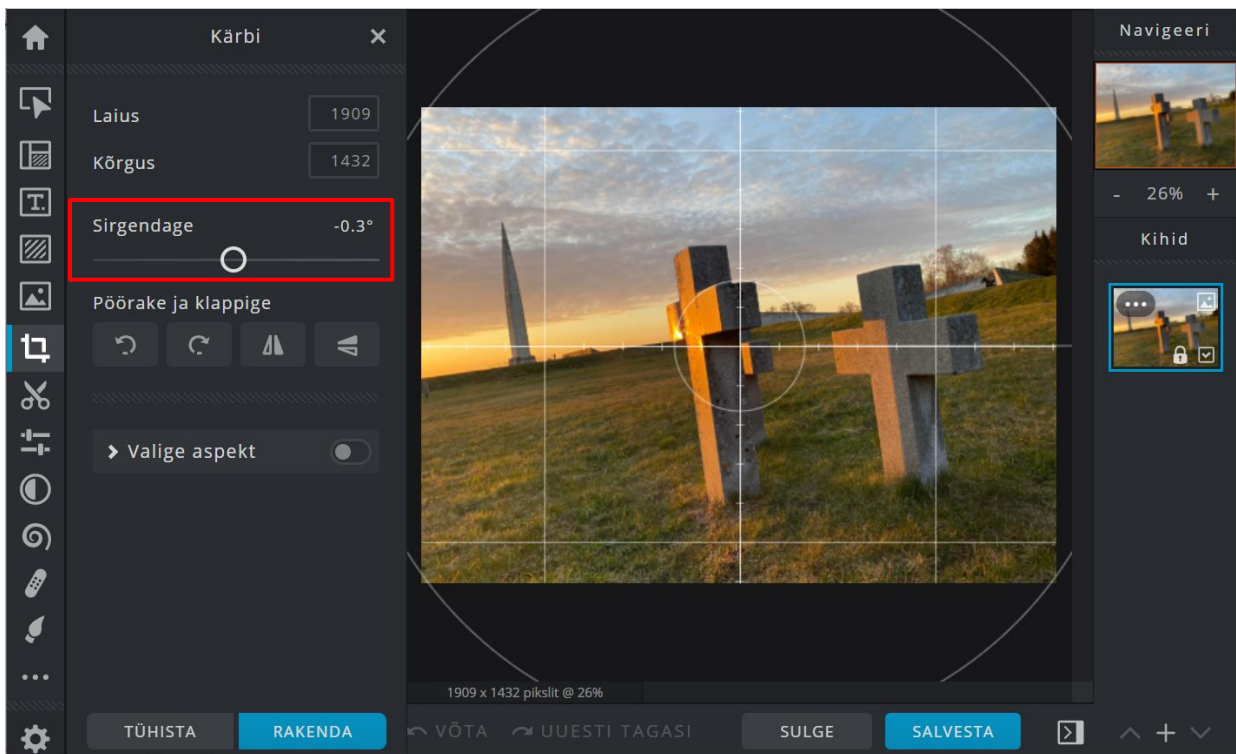 Kärbi
Laius 1909
Kõrgus 1432
Sirgendage -0.3°
Pöörake ja klappige
Valige aspekt
TÜHISTA RAKENDA
1909 x 1432 pikslit @ 26%
VÕTA UUESTI TAGASI SULGE SALVESTA
Navigeeri
- 26% +
Kihid